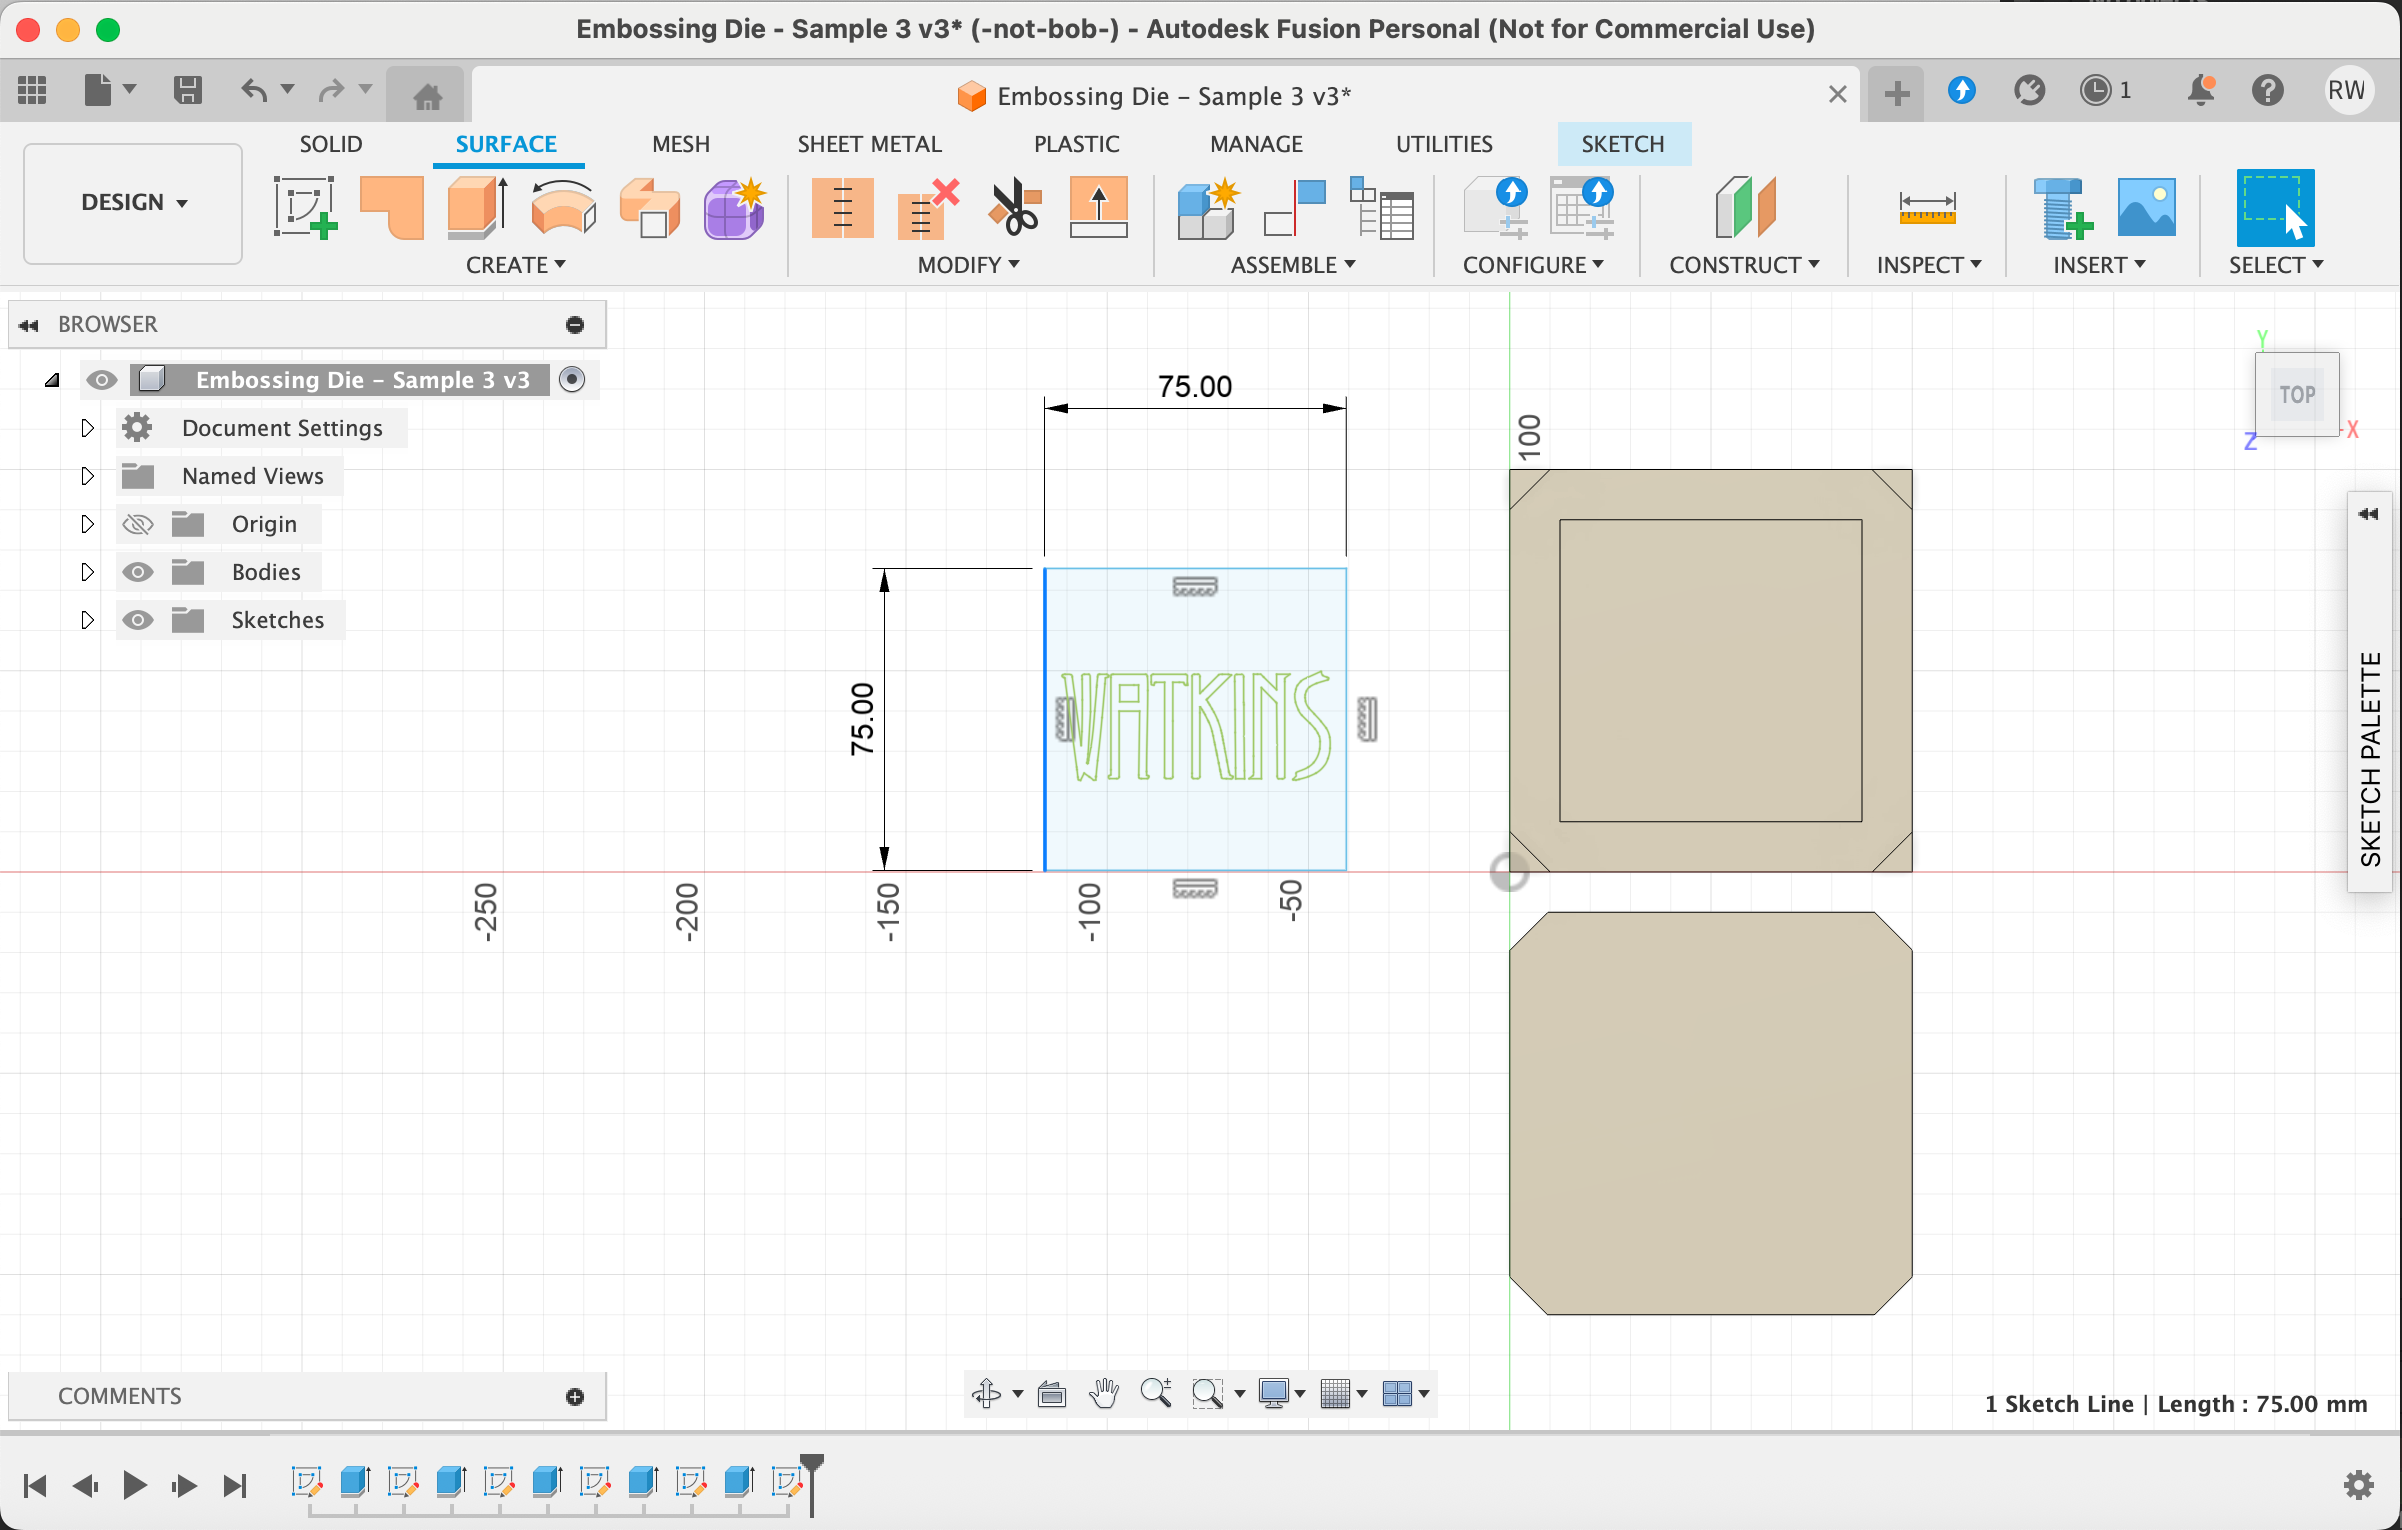 Embossing Die - Sample 3 v3* (-not-bob-) - Autodesk Fusion Personal (Not for Commercial Use)
Embossing Die - Sample 3 v3*
1
RW
SOLID SURFACE MESH SHEET METAL PLASTIC MANAGE UTILITIES SKETCH
DESIGN
CREATE MODIFY ASSEMBLE CONFIGURE CONSTRUCT INSPECT INSERT SELECT
BROWSER
Embossing Die - Sample 3 v3
Document Settings
Named Views
Origin
Bodies
Sketches
75.00
75.00
WATKINS
100
-250 -200 -150 -100 -50
Y
TOP
Z
-X
SKETCH PALETTE
COMMENTS
1 Sketch Line | Length : 75.00 mm